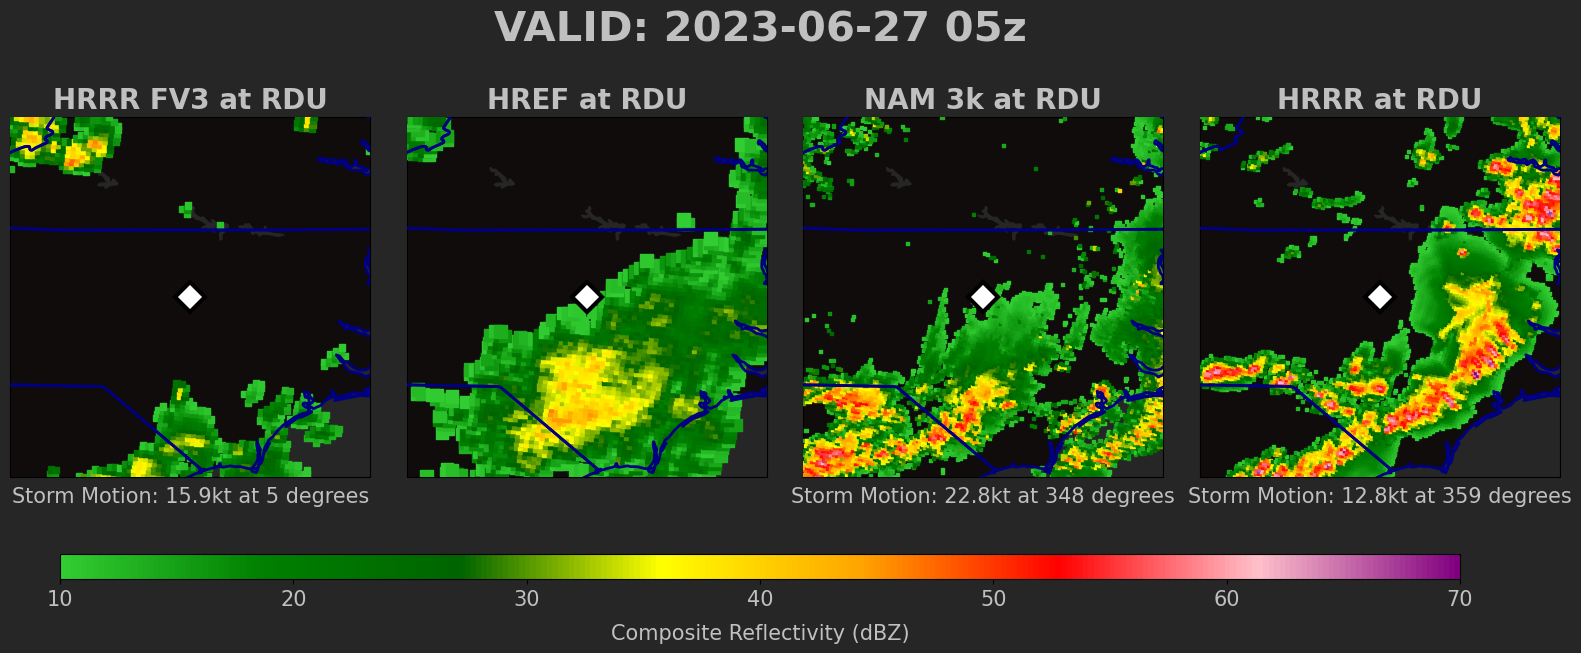 VALID: 2023-06-27 05z
HRRR FV3 at RDU
HREF at RDU
NAM 3k at RDU
HRRR at RDU
Storm Motion: 15.9kt at 5 degrees
Storm Motion: 22.8kt at 348 degrees
Storm Motion: 12.8kt at 359 degrees
10 20 30 40 50 60 70
Composite Reflectivity (dBZ)